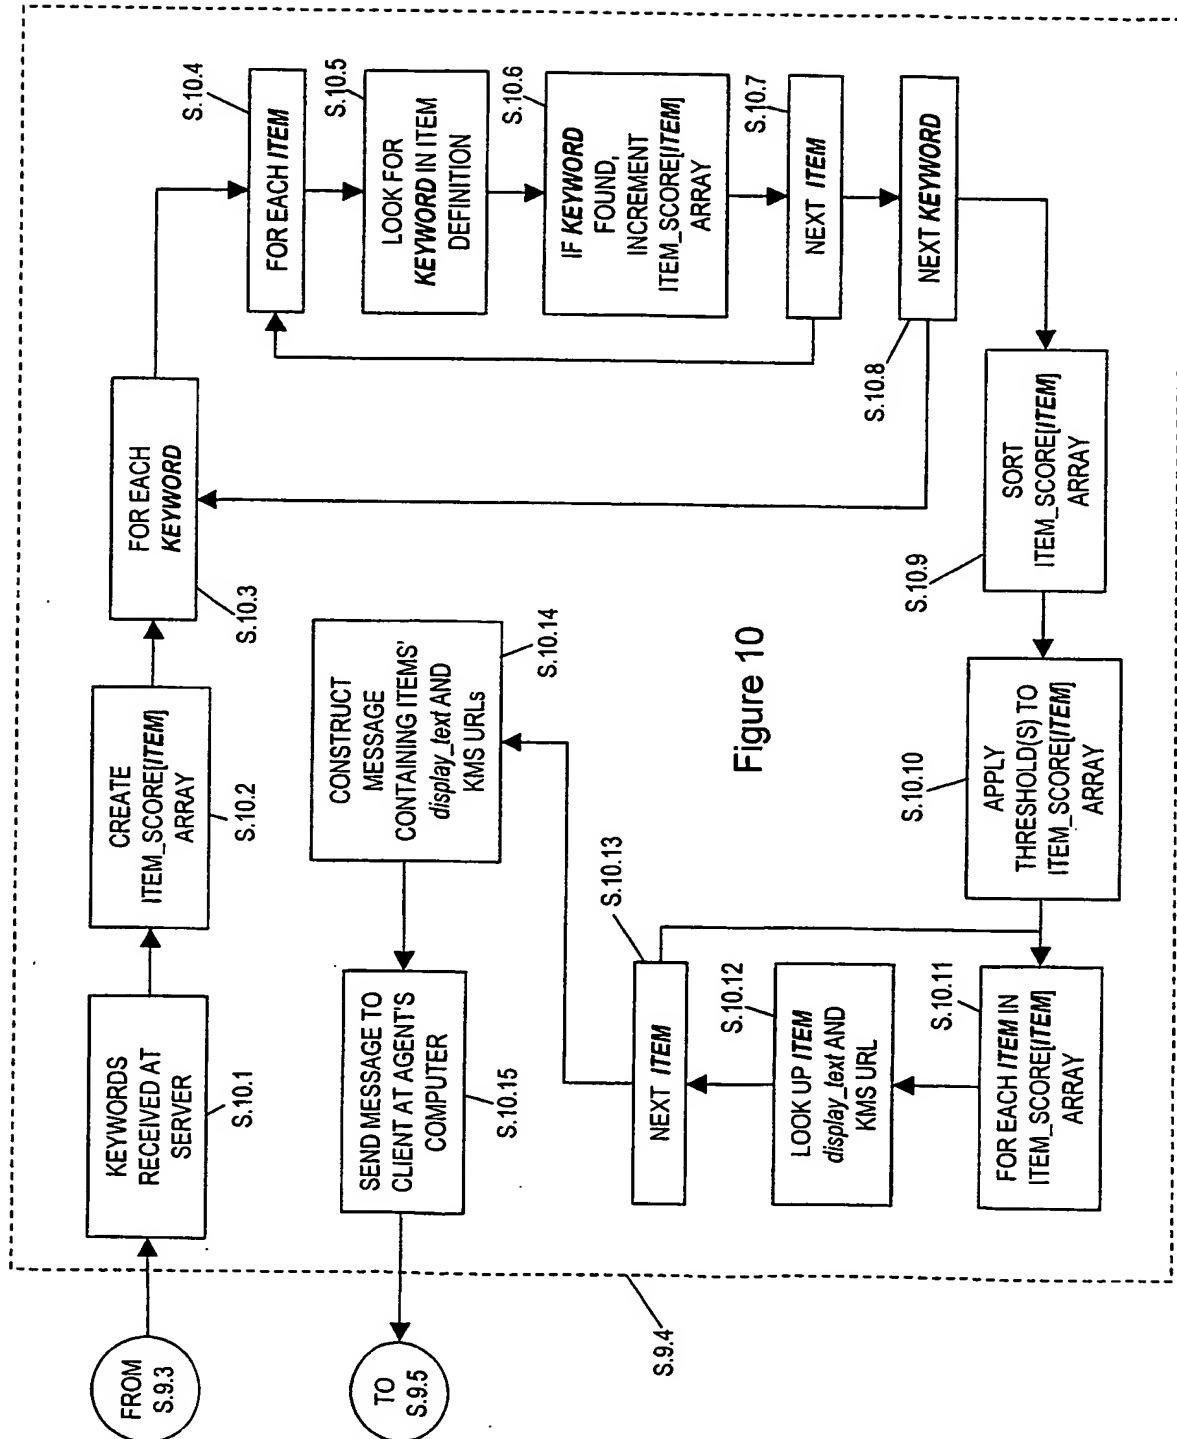 FROM
S.9.3
KEYWORDS
RECEIVED AT
SERVER
S.10.1
CREATE
ITEM_SCORE[ITEM]
ARRAY
S.10.2
FOR EACH
KEYWORD
S.10.3
FOR EACH ITEM
S.10.4
LOOK FOR
KEYWORD IN ITEM
DEFINITION
S.10.5
IF KEYWORD
FOUND,
INCREMENT
ITEM_SCORE[ITEM]
ARRAY
S.10.6
NEXT ITEM
S.10.7
NEXT KEYWORD
S.10.8
SORT
ITEM_SCORE[ITEM]
ARRAY
S.10.9
APPLY
THRESHOLD(S) TO
ITEM_SCORE[ITEM]
ARRAY
S.10.10
FOR EACH ITEM IN
ITEM_SCORE[ITEM]
ARRAY
S.10.11
LOOK UP ITEM
display_text AND
KMS URL
S.10.12
NEXT ITEM
S.10.13
CONSTRUCT
MESSAGE
CONTAINING ITEMS'
display_text AND
KMS URLs
S.10.14
SEND MESSAGE TO
CLIENT AT AGENT'S
COMPUTER
S.10.15
TO
S.9.5
S.9.4
Figure 10